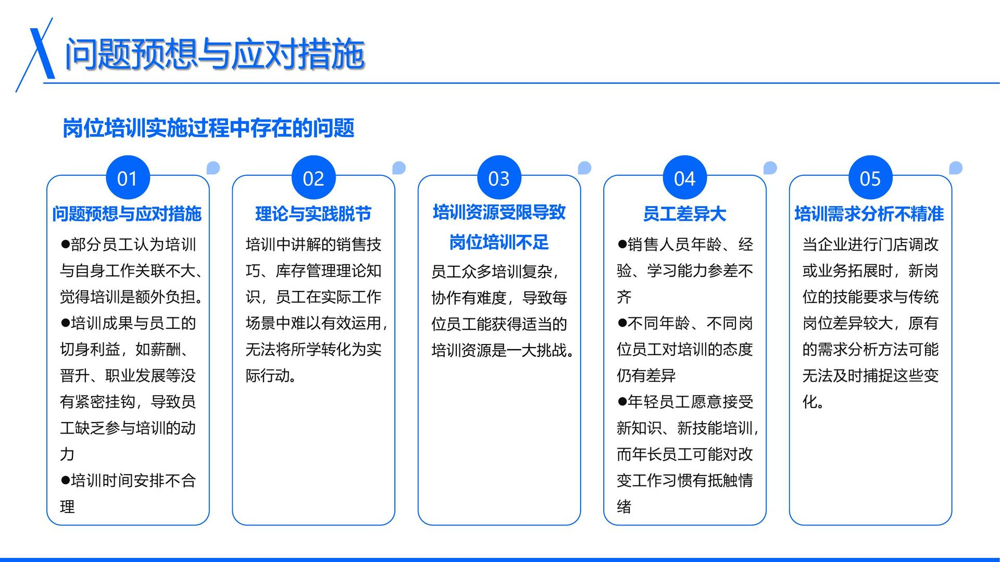 问题预想与应对措施
岗位培训实施过程中存在的问题
01
问题预想与应对措施
●部分员工认为培训
与自身工作关联不大、
觉得培训是额外负担。
●培训成果与员工的
切身利益，如薪酬、
晋升、职业发展等没
有紧密挂钩，导致员
工缺乏参与培训的动
力
●培训时间安排不合
理
02
理论与实践脱节
培训中讲解的销售技
巧、库存管理理论知
识，员工在实际工作
场景中难以有效运用，
无法将所学转化为实
际行动。
03
培训资源受限导致
岗位培训不足
员工众多培训复杂，
协作有难度，导致每
位员工能获得适当的
培训资源是一大挑战。
04
员工差异大
●销售人员年龄、经
验、学习能力参差不
齐
●不同年龄、不同岗
位员工对培训的态度
仍有差异
●年轻员工愿意接受
新知识、新技能培训，
而年长员工可能对改
变工作习惯有抵触情
绪
05
培训需求分析不精准
当企业进行门店调改
或业务拓展时，新岗
位的技能要求与传统
岗位差异较大，原有
的需求分析方法可能
无法及时捕捉这些变
化。